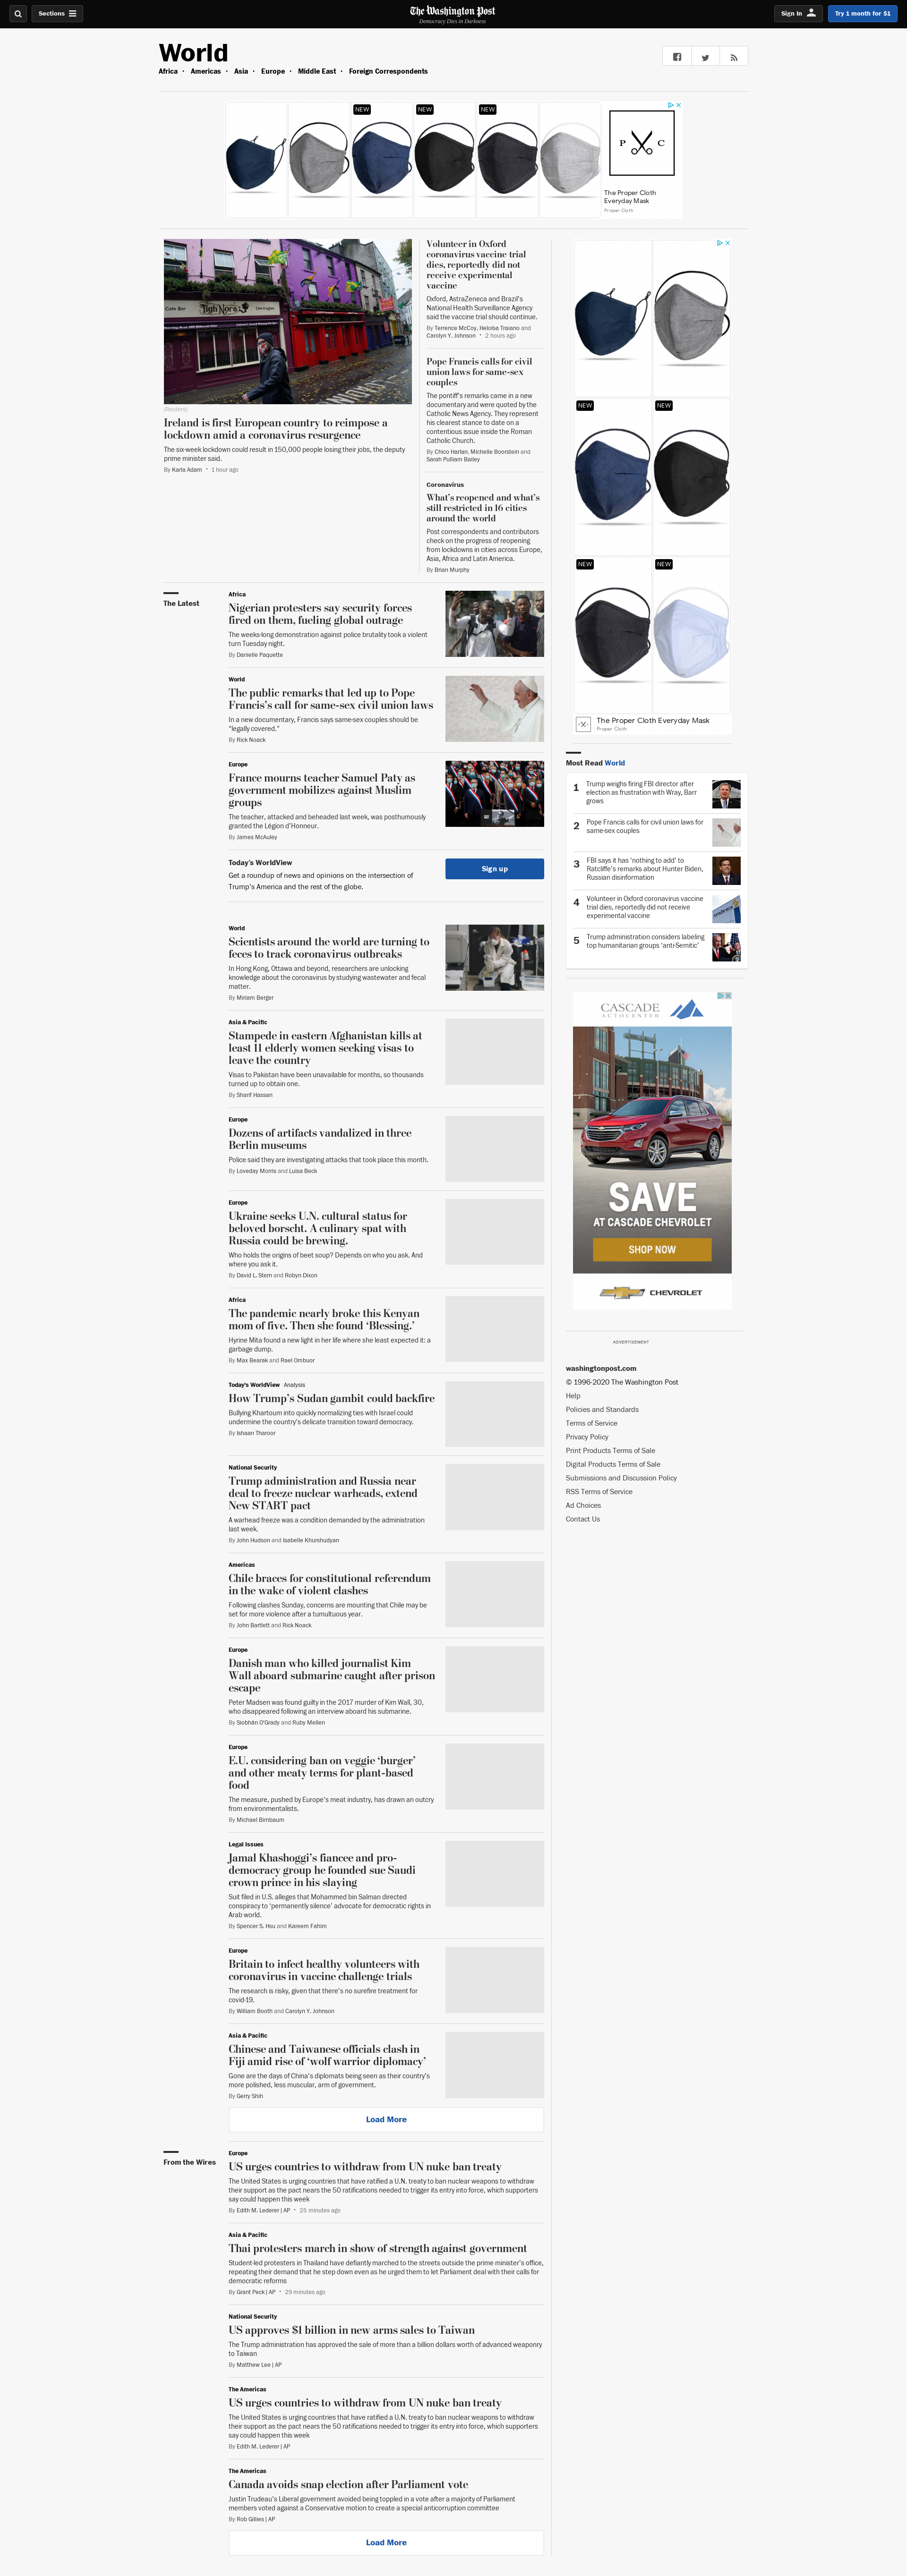 Sections
The Washington Post
Democracy Dies in Darkness
Sign In
Try 1 month for $1
World
Africa • Americas • Asia • Europe • Middle East • Foreign Correspondents
NEW
NEW
NEW
P C
The Proper Cloth
Everyday Mask
Proper Cloth
Tigh Nora
(Reuters)
Ireland is first European country to reimpose a
lockdown amid a coronavirus resurgence
The six-week lockdown could result in 150,000 people losing their jobs, the deputy
prime minister said.
By Karla Adam • 1 hour ago
Volunteer in Oxford
coronavirus vaccine trial
dies, reportedly did not
receive experimental
vaccine
Oxford, AstraZeneca and Brazil's
National Health Surveillance Agency
said the vaccine trial should continue.
By Terrence McCoy, Heloísa Traiano and
Carolyn Y. Johnson • 2 hours ago
Pope Francis calls for civil
union laws for same-sex
couples
The pontiff's remarks came in a new
documentary and were quoted by the
Catholic News Agency. They represent
his clearest stance to date on a
contentious issue inside the Roman
Catholic Church.
By Chico Harlan, Michelle Boorstein and
Sarah Pulliam Bailey
Coronavirus
What's reopened and what's
still restricted in 16 cities
around the world
Post correspondents and contributors
check on the progress of reopening
from lockdowns in cities across Europe,
Asia, Africa and Latin America.
By Brian Murphy
The Latest
Africa
Nigerian protesters say security forces
fired on them, fueling global outrage
The weeks-long demonstration against police brutality took a violent
turn Tuesday night.
By Danielle Paquette
World
The public remarks that led up to Pope
Francis's call for same-sex civil union laws
In a new documentary, Francis says same-sex couples should be
“legally covered.”
By Rick Noack
Europe
France mourns teacher Samuel Paty as
government mobilizes against Muslim
groups
The teacher, attacked and beheaded last week, was posthumously
granted the Légion d'Honneur.
By James McAuley
Today's WorldView
Get a roundup of news and opinions on the intersection of
Trump's America and the rest of the globe.
Sign up
World
Scientists around the world are turning to
feces to track coronavirus outbreaks
In Hong Kong, Ottawa and beyond, researchers are unlocking
knowledge about the coronavirus by studying wastewater and fecal
matter.
By Miriam Berger
Asia & Pacific
Stampede in eastern Afghanistan kills at
least 11 elderly women seeking visas to
leave the country
Visas to Pakistan have been unavailable for months, so thousands
turned up to obtain one.
By Sharif Hassan
Europe
Dozens of artifacts vandalized in three
Berlin museums
Police said they are investigating attacks that took place this month.
By Loveday Morris and Luisa Beck
Europe
Ukraine seeks U.N. cultural status for
beloved borscht. A culinary spat with
Russia could be brewing.
Who holds the origins of beet soup? Depends on who you ask. And
where you ask it.
By David L. Stern and Robyn Dixon
Africa
The pandemic nearly broke this Kenyan
mom of five. Then she found ‘Blessing.’
Hyrine Mita found a new light in her life where she least expected it: a
garbage dump.
By Max Bearak and Rael Ombuor
Today's WorldView Analysis
How Trump's Sudan gambit could backfire
Bullying Khartoum into quickly normalizing ties with Israel could
undermine the country's delicate transition toward democracy.
By Ishaan Tharoor
National Security
Trump administration and Russia near
deal to freeze nuclear warheads, extend
New START pact
A warhead freeze was a condition demanded by the administration
last week.
By John Hudson and Isabelle Khurshudyan
Americas
Chile braces for constitutional referendum
in the wake of violent clashes
Following clashes Sunday, concerns are mounting that Chile may be
set for more violence after a tumultuous year.
By John Bartlett and Rick Noack
Europe
Danish man who killed journalist Kim
Wall aboard submarine caught after prison
escape
Peter Madsen was found guilty in the 2017 murder of Kim Wall, 30,
who disappeared following an interview aboard his submarine.
By Siobhán O'Grady and Ruby Mellen
Europe
E.U. considering ban on veggie ‘burger’
and other meaty terms for plant-based
food
The measure, pushed by Europe's meat industry, has drawn an outcry
from environmentalists.
By Michael Birnbaum
Legal Issues
Jamal Khashoggi's fiancee and pro-
democracy group he founded sue Saudi
crown prince in his slaying
Suit filed in U.S. alleges that Mohammed bin Salman directed
conspiracy to ‘permanently silence’ advocate for democratic rights in
Arab world.
By Spencer S. Hsu and Kareem Fahim
Europe
Britain to infect healthy volunteers with
coronavirus in vaccine challenge trials
The research is risky, given that there's no surefire treatment for
covid-19.
By William Booth and Carolyn Y. Johnson
Asia & Pacific
Chinese and Taiwanese officials clash in
Fiji amid rise of ‘wolf warrior diplomacy’
Gone are the days of China's diplomats being seen as their country's
more polished, less muscular, arm of government.
By Gerry Shih
Load More
From the Wires
Europe
US urges countries to withdraw from UN nuke ban treaty
The United States is urging countries that have ratified a U.N. treaty to ban nuclear weapons to withdraw
their support as the pact nears the 50 ratifications needed to trigger its entry into force, which supporters
say could happen this week
By Edith M. Lederer | AP • 25 minutes ago
Asia & Pacific
Thai protesters march in show of strength against government
Student-led protesters in Thailand have defiantly marched to the streets outside the prime minister's office,
repeating their demand that he step down even as he urged them to let Parliament deal with their calls for
democratic reforms
By Grant Peck | AP • 29 minutes ago
National Security
US approves $1 billion in new arms sales to Taiwan
The Trump administration has approved the sale of more than a billion dollars worth of advanced weaponry
to Taiwan
By Matthew Lee | AP
The Americas
US urges countries to withdraw from UN nuke ban treaty
The United States is urging countries that have ratified a U.N. treaty to ban nuclear weapons to withdraw
their support as the pact nears the 50 ratifications needed to trigger its entry into force, which supporters
say could happen this week
By Edith M. Lederer | AP
The Americas
Canada avoids snap election after Parliament vote
Justin Trudeau's Liberal government avoided being toppled in a vote after a majority of Parliament
members voted against a Conservative motion to create a special anticorruption committee
By Rob Gillies | AP
Load More
NEW
NEW
NEW
NEW
The Proper Cloth Everyday Mask
Proper Cloth
Most Read World
1 Trump weighs firing FBI director after
election as frustration with Wray, Barr
grows
2 Pope Francis calls for civil union laws for
same-sex couples
3 FBI says it has ‘nothing to add’ to
Ratcliffe's remarks about Hunter Biden,
Russian disinformation
4 Volunteer in Oxford coronavirus vaccine
trial dies, reportedly did not receive
experimental vaccine
5 Trump administration considers labeling
top humanitarian groups ‘anti-Semitic’
CASCADE
AUTOCENTER
SAVE
AT CASCADE CHEVROLET
SHOP NOW
CHEVROLET
ADVERTISEMENT
washingtonpost.com
© 1996-2020 The Washington Post
Help
Policies and Standards
Terms of Service
Privacy Policy
Print Products Terms of Sale
Digital Products Terms of Sale
Submissions and Discussion Policy
RSS Terms of Service
Ad Choices
Contact Us